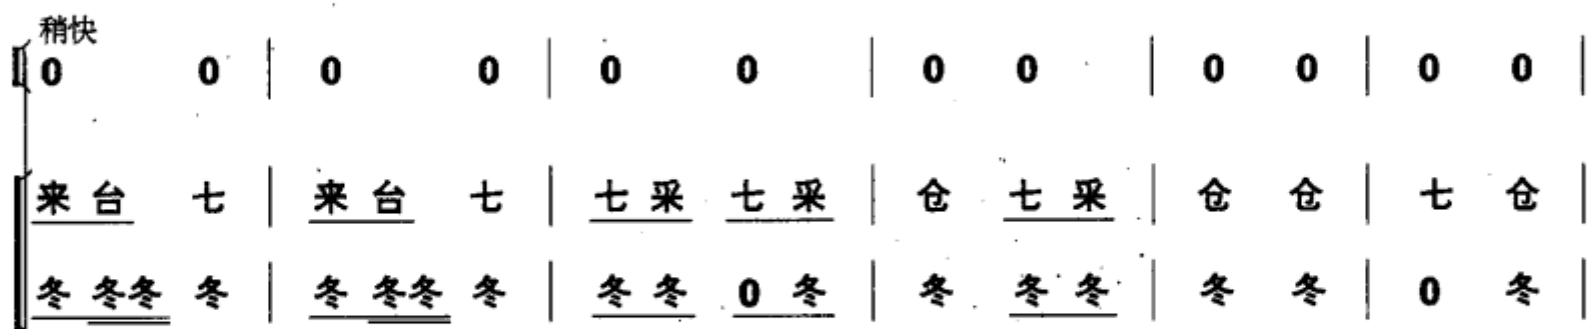 稍快
0 0 | 0 0 | 0 0 | 0 0 | 0 0 | 0 0 |
来台 七 | 来台 七 | 七采 七采 | 仓 七采 | 仓 仓 | 七 仓 |
冬冬冬 冬 | 冬冬冬 冬 | 冬冬 0冬 | 冬 冬冬 | 冬 冬 | 0 冬 |